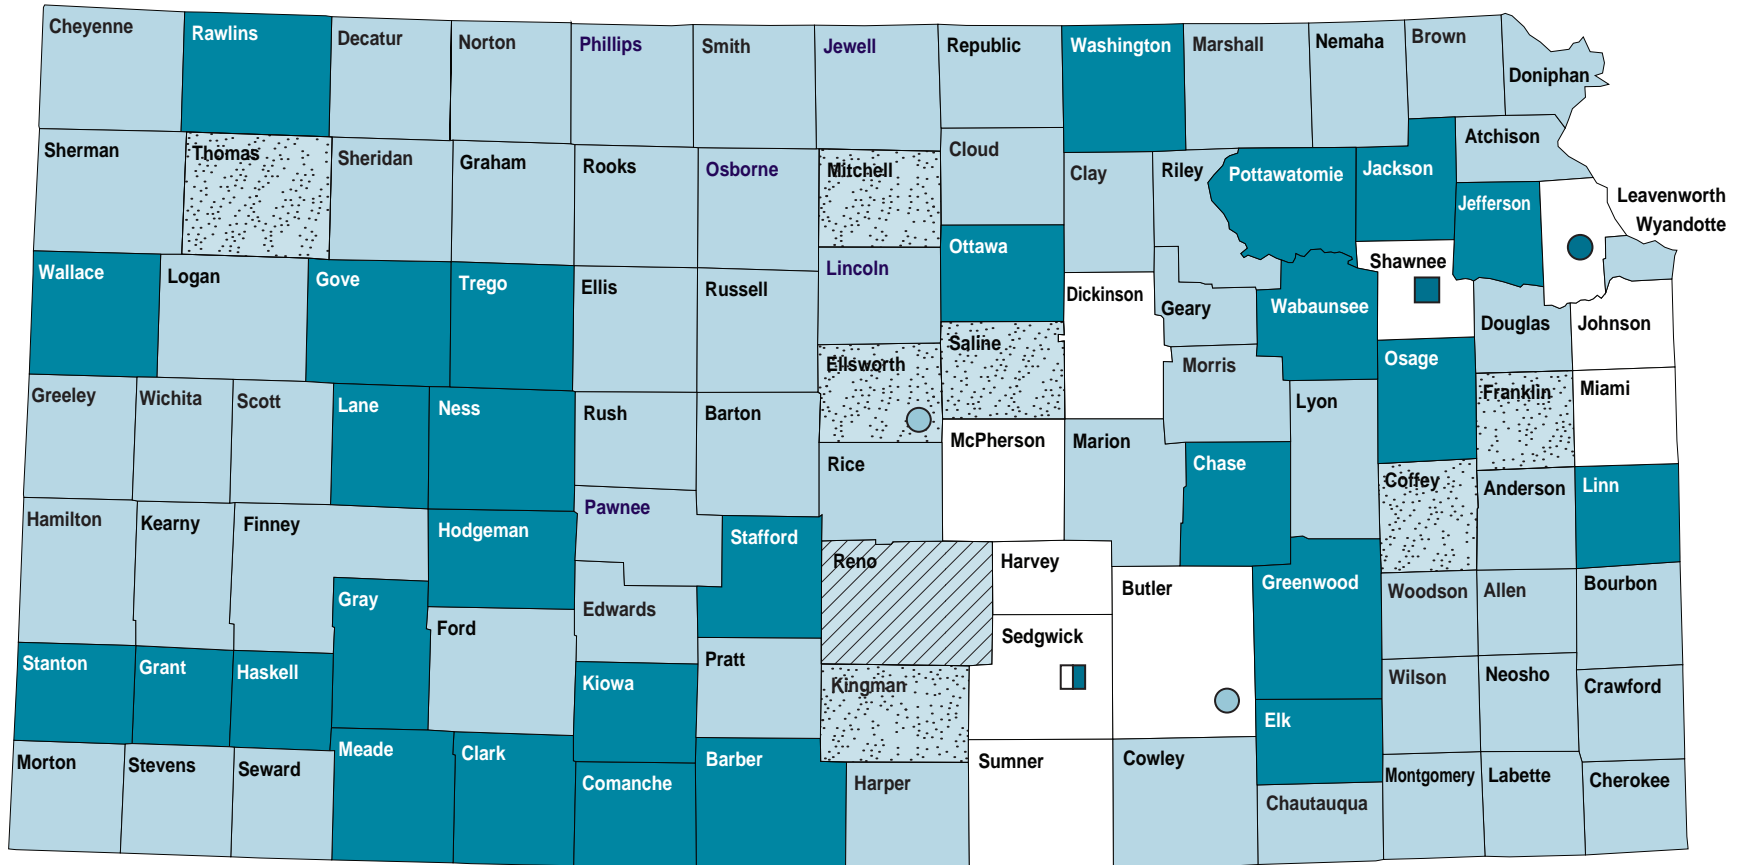 Cheyenne
Rawlins
Decatur
Norton
Phillips
Smith
Jewell
Republic
Washington
Marshall
Nemaha
Brown
Doniphan
Sherman
Thomas
Sheridan
Graham
Rooks
Osborne
Mitchell
Cloud
Clay
Riley
Pottawatomie
Jackson
Atchison
Jefferson
Leavenworth
Wyandotte
Wallace
Logan
Gove
Trego
Ellis
Russell
Lincoln
Ottawa
Dickinson
Geary
Wabaunsee
Shawnee
Douglas
Johnson
Ellsworth
Saline
Morris
Osage
Franklin
Miami
Greeley
Wichita
Scott
Lane
Ness
Rush
Barton
Rice
McPherson
Marion
Chase
Lyon
Coffey
Anderson
Linn
Hamilton
Kearny
Finney
Hodgeman
Pawnee
Stafford
Reno
Harvey
Butler
Greenwood
Woodson
Allen
Bourbon
Gray
Ford
Edwards
Pratt
Sedgwick
Stanton
Grant
Haskell
Kiowa
Kingman
Elk
Wilson
Neosho
Crawford
Morton
Stevens
Seward
Meade
Clark
Comanche
Barber
Harper
Sumner
Cowley
Chautauqua
Montgomery
Labette
Cherokee